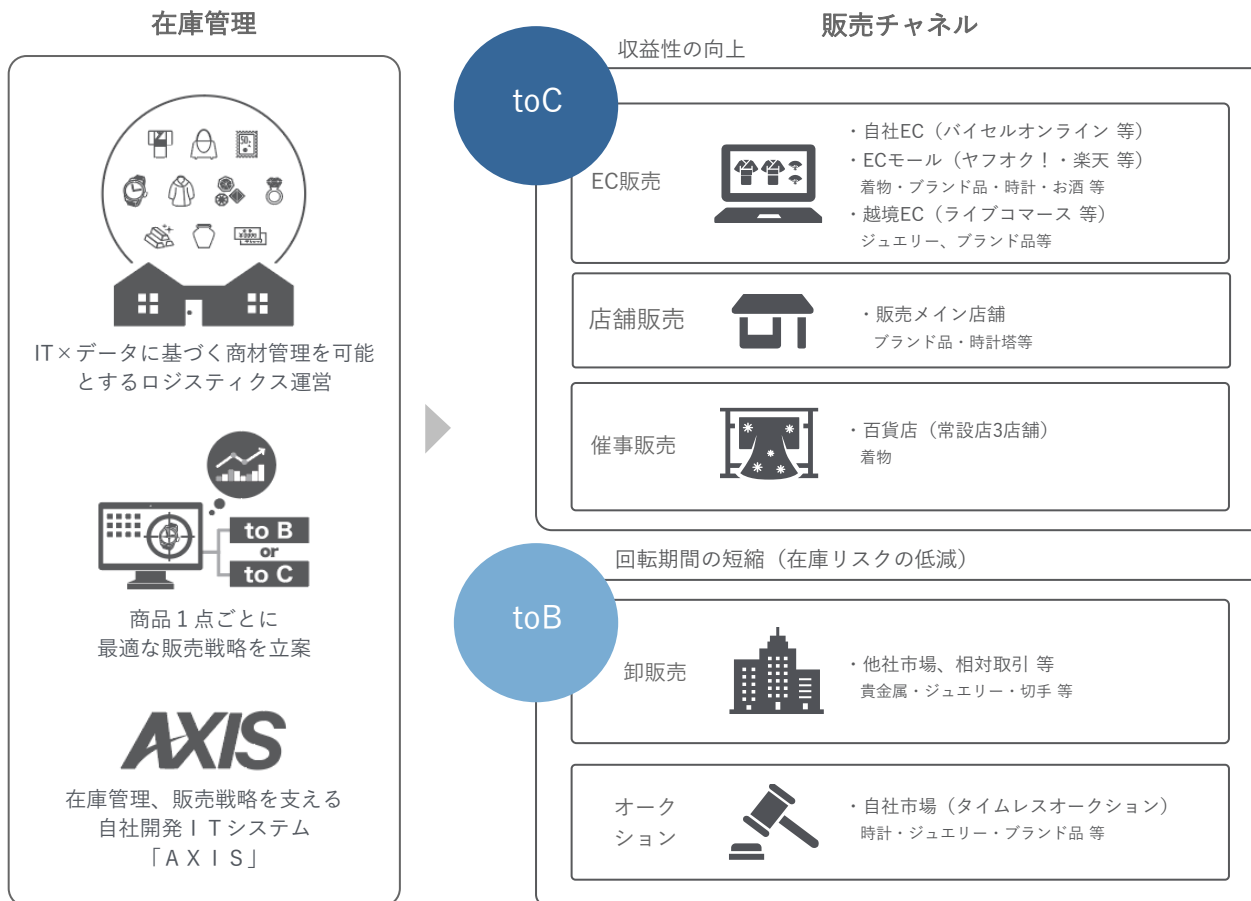 在庫管理
IT×データに基づく商材管理を可能
とするロジスティクス運営
to B
or
to C
商品1点ごとに
最適な販売戦略を立案
AXIS
在庫管理、販売戦略を支える
自社開発ＩＴシステム
「ＡＸＩＳ」
販売チャネル
toC
収益性の向上
EC販売
・自社EC（バイセルオンライン 等）
・ECモール（ヤフオク！・楽天 等）
着物・ブランド品・時計・お酒 等
・越境EC（ライブコマース 等）
ジュエリー、ブランド品等
店舗販売
・販売メイン店舗
ブランド品・時計塔等
催事販売
・百貨店（常設店3店舗）
着物
toB
回転期間の短縮（在庫リスクの低減）
卸販売
・他社市場、相対取引 等
貴金属・ジュエリー・切手 等
オーク
ション
・自社市場（タイムレスオークション）
時計・ジュエリー・ブランド品 等